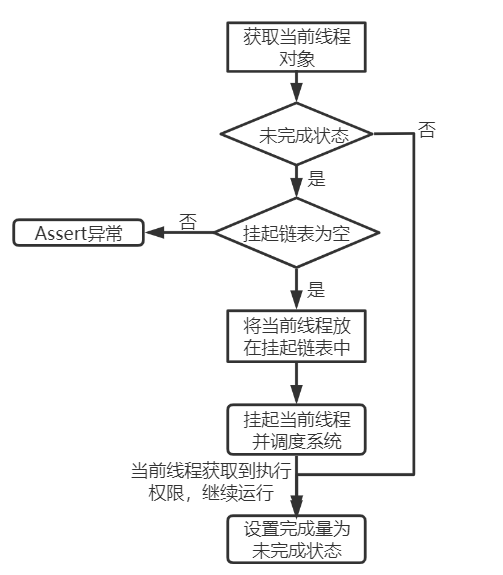 获取当前线程
对象
未完成状态
否
是
否
挂起链表为空
Assert异常
是
将当前线程放
在挂起链表中
挂起当前线程
并调度系统
当前线程获取到执行
权限，继续运行
设置完成量为
未完成状态